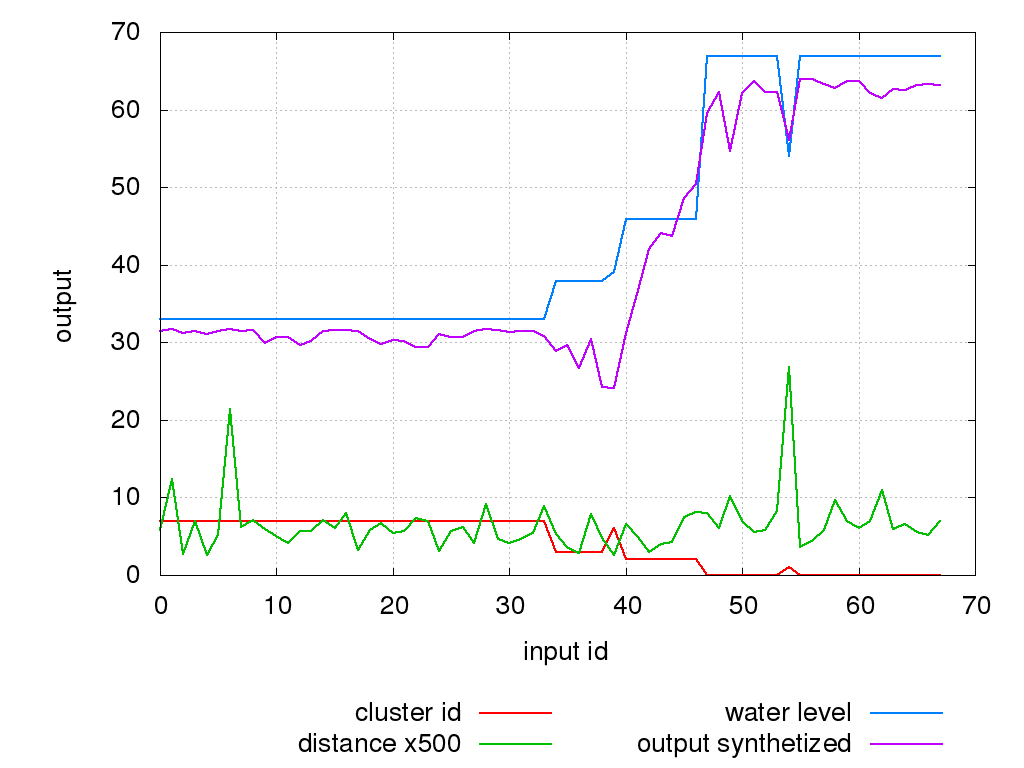 70
60
50
40
30
20
10
0
output
0 10 20 30 40 50 60 70
input id
cluster id
distance x500
water level
output synthetized